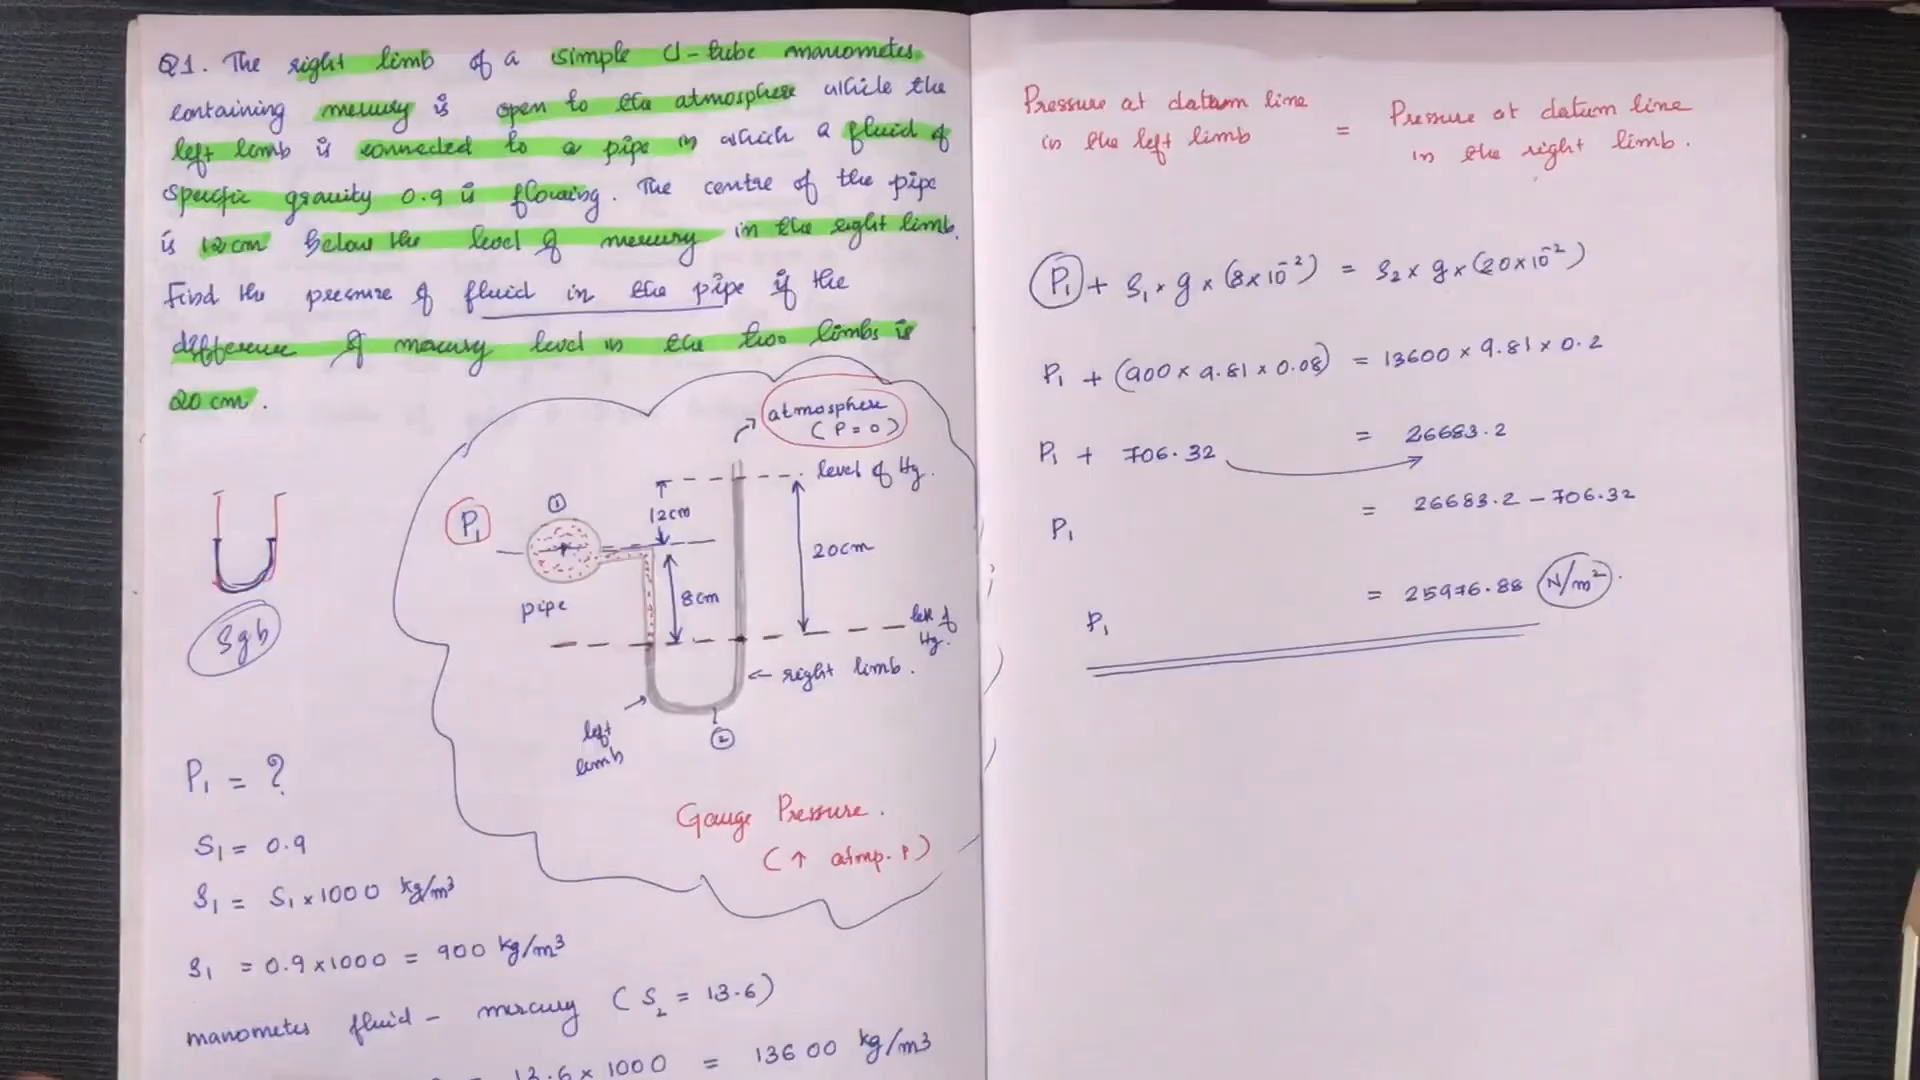 Q1. The right limb of a simple U-tube manometer
containing mercury is open to the atmosphere while the
left limb is connected to a pipe in which a fluid of
specific gravity 0.9 is flowing. The centre of the pipe
is 12 cm below the level of mercury in the right limb.
Find the pressure of fluid in the pipe if the
difference of mercury level in the two limbs is
20 cm.
atmosphere
(P=0)
level of Hg.
P₁
①
12cm
20cm
8cm
pipe
Hg.
← right limb.
left
limb
②
Gauge Pressure.
(↑ atmp. P)
P₁ = ?
S₁ = 0.9
ρ₁ = S₁ × 1000 kg/m³
ρ₁ = 0.9×1000 = 900 kg/m³
manometer fluid - mercury (S₂ = 13.6)
13.6 × 1000 = 13600 kg/m³
Pressure at datum line
in the left limb
=
Pressure at datum line
in the right limb.
P₁ + ρ₁ × g × (8×10⁻²) = ρ₂ × g × (20×10⁻²)
P₁ + (900 × 9.81 × 0.08) = 13600 × 9.81 × 0.2
P₁ + 706.32 = 26683.2
P₁ = 26683.2 - 706.32
P₁ = 25976.88 N/m².